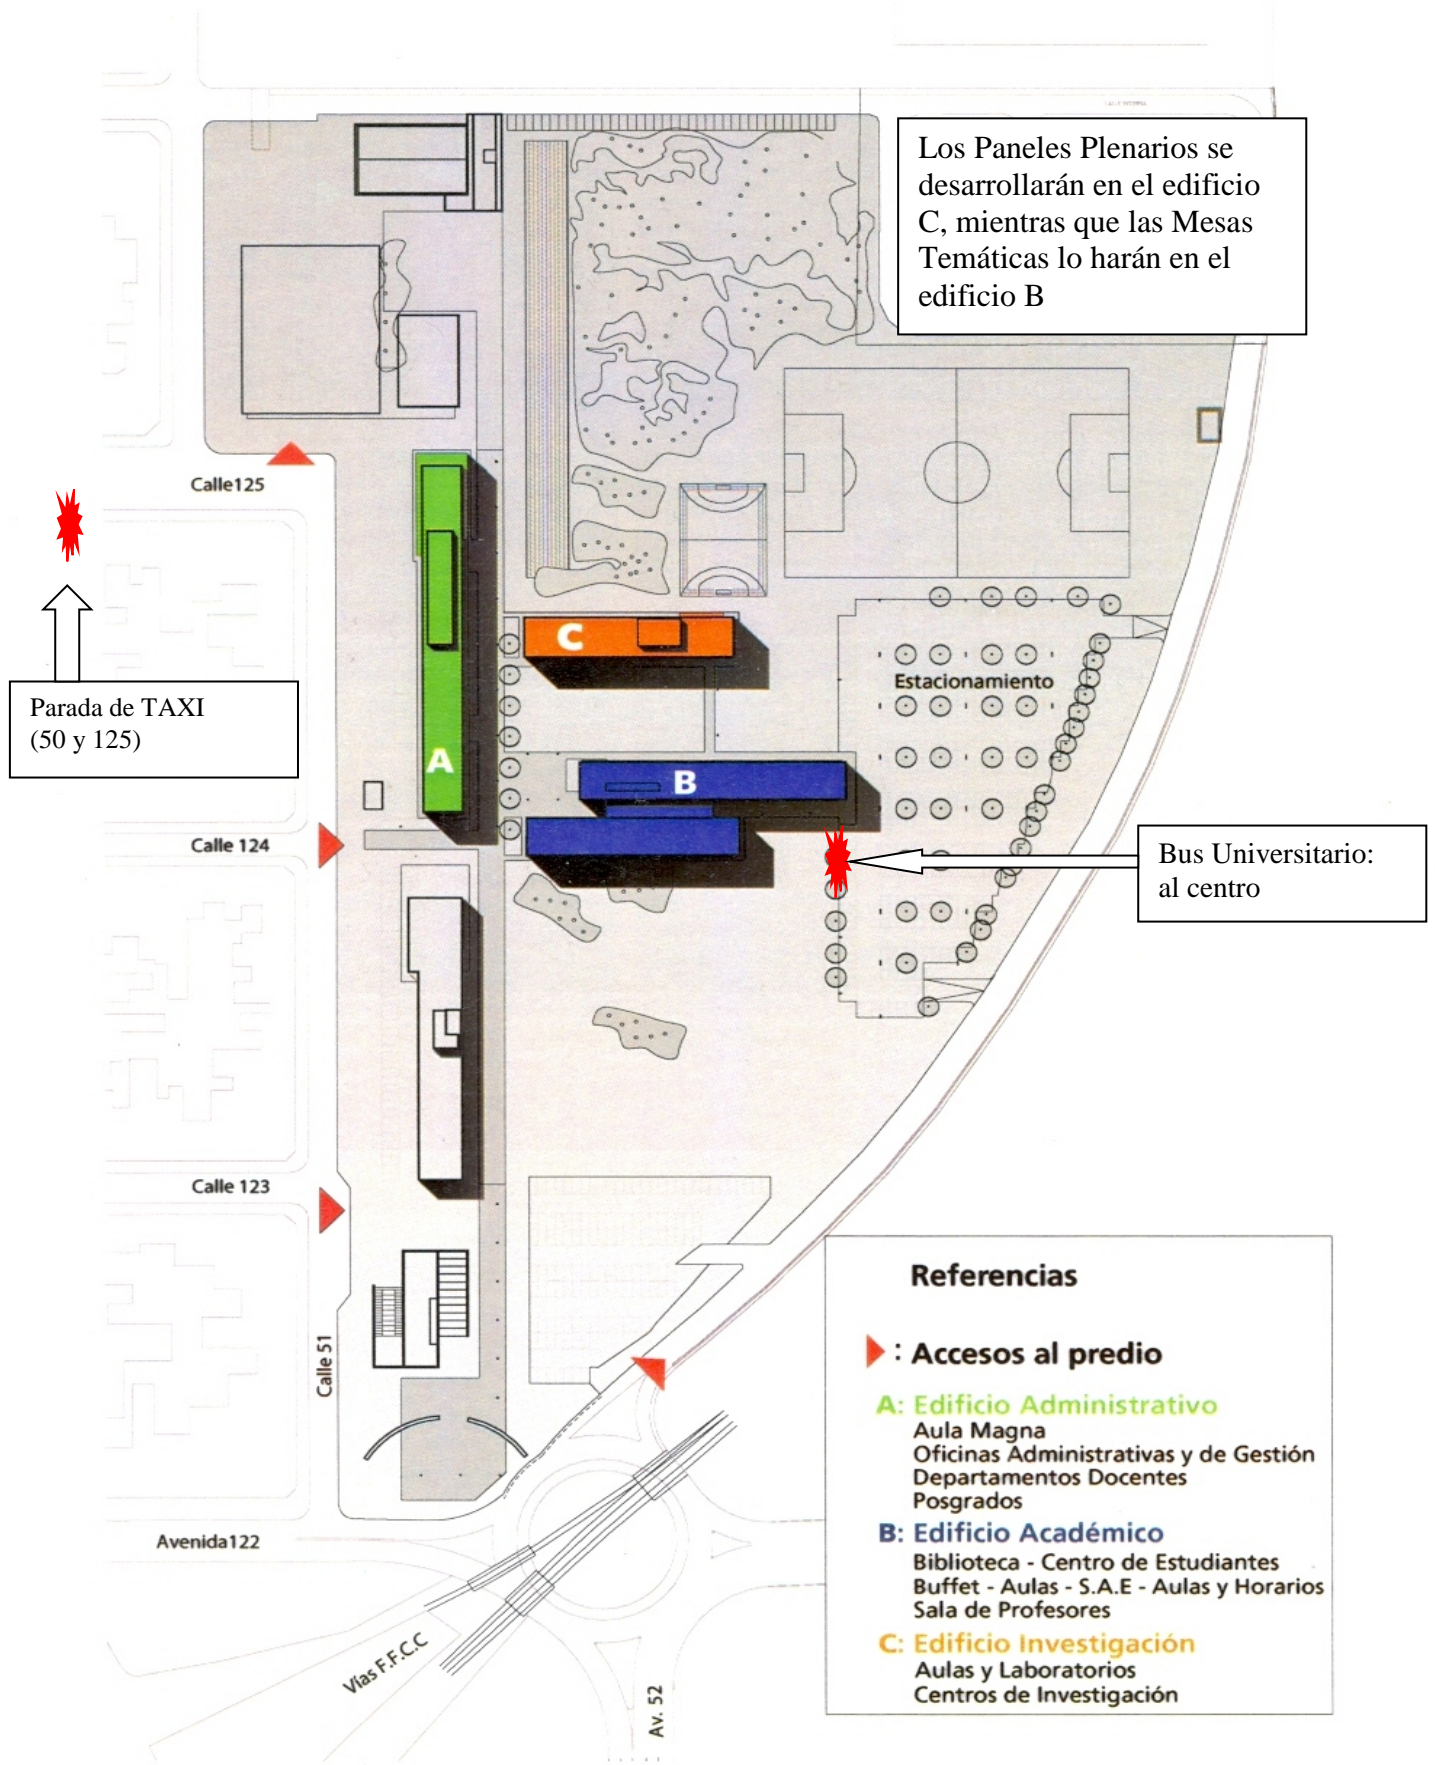 Los Paneles Plenarios se
desarrollarán en el edificio
C, mientras que las Mesas
Temáticas lo harán en el
edificio B
Calle125
Parada de TAXI
(50 y 125)
C
A
B
Estacionamiento
Calle 124
Bus Universitario:
al centro
Calle 123
Calle 51
Avenida122
Vías F.F.C.C
Av. 52
Referencias
: Accesos al predio
A: Edificio Administrativo
Aula Magna
Oficinas Administrativas y de Gestión
Departamentos Docentes
Posgrados
B: Edificio Académico
Biblioteca - Centro de Estudiantes
Buffet - Aulas - S.A.E - Aulas y Horarios
Sala de Profesores
C: Edificio Investigación
Aulas y Laboratorios
Centros de Investigación